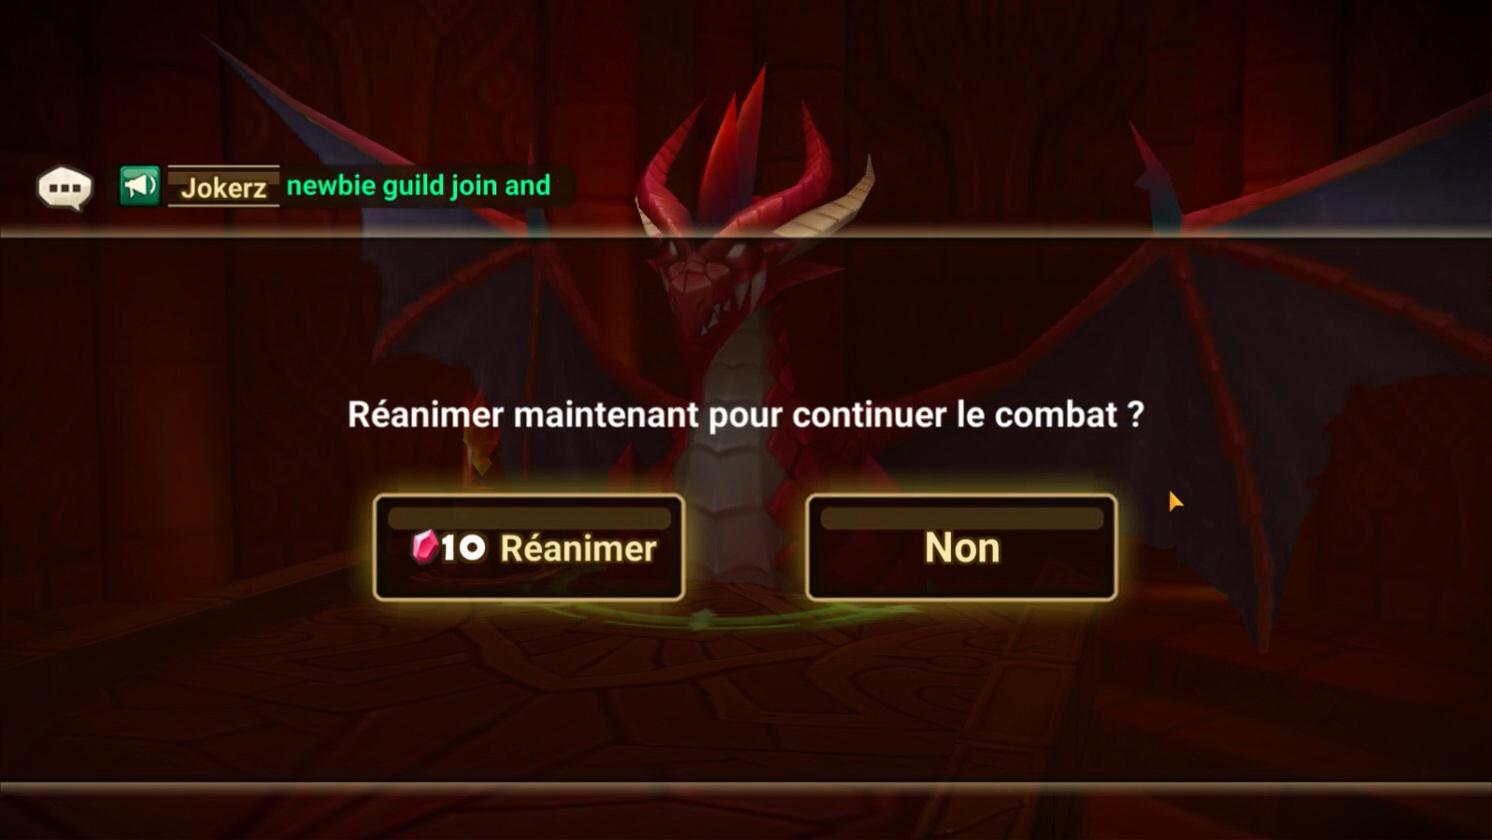 Jokerz newbie guild join and
Réanimer maintenant pour continuer le combat ?
10 Réanimer
Non